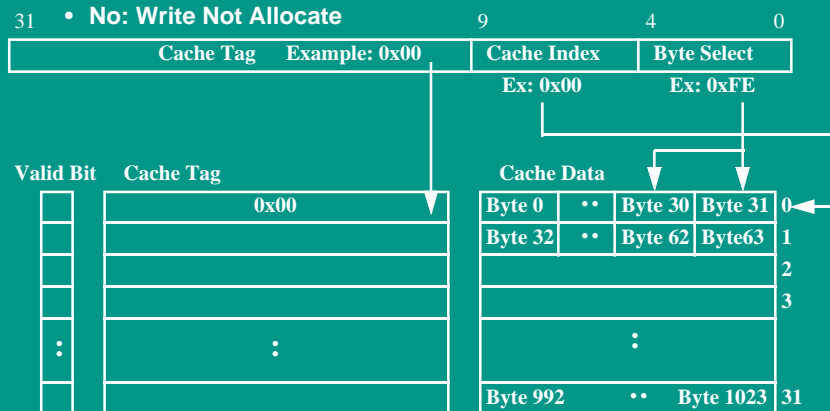 • No: Write Not Allocate
31 9 4 0
Cache Tag Example: 0x00 Cache Index Byte Select
Ex: 0x00 Ex: 0xFE
Valid Bit Cache Tag Cache Data
0x00 Byte 0 •• Byte 30 Byte 31 0
Byte 32 •• Byte 62 Byte63 1
2
3
: : :
Byte 992 •• Byte 1023 31